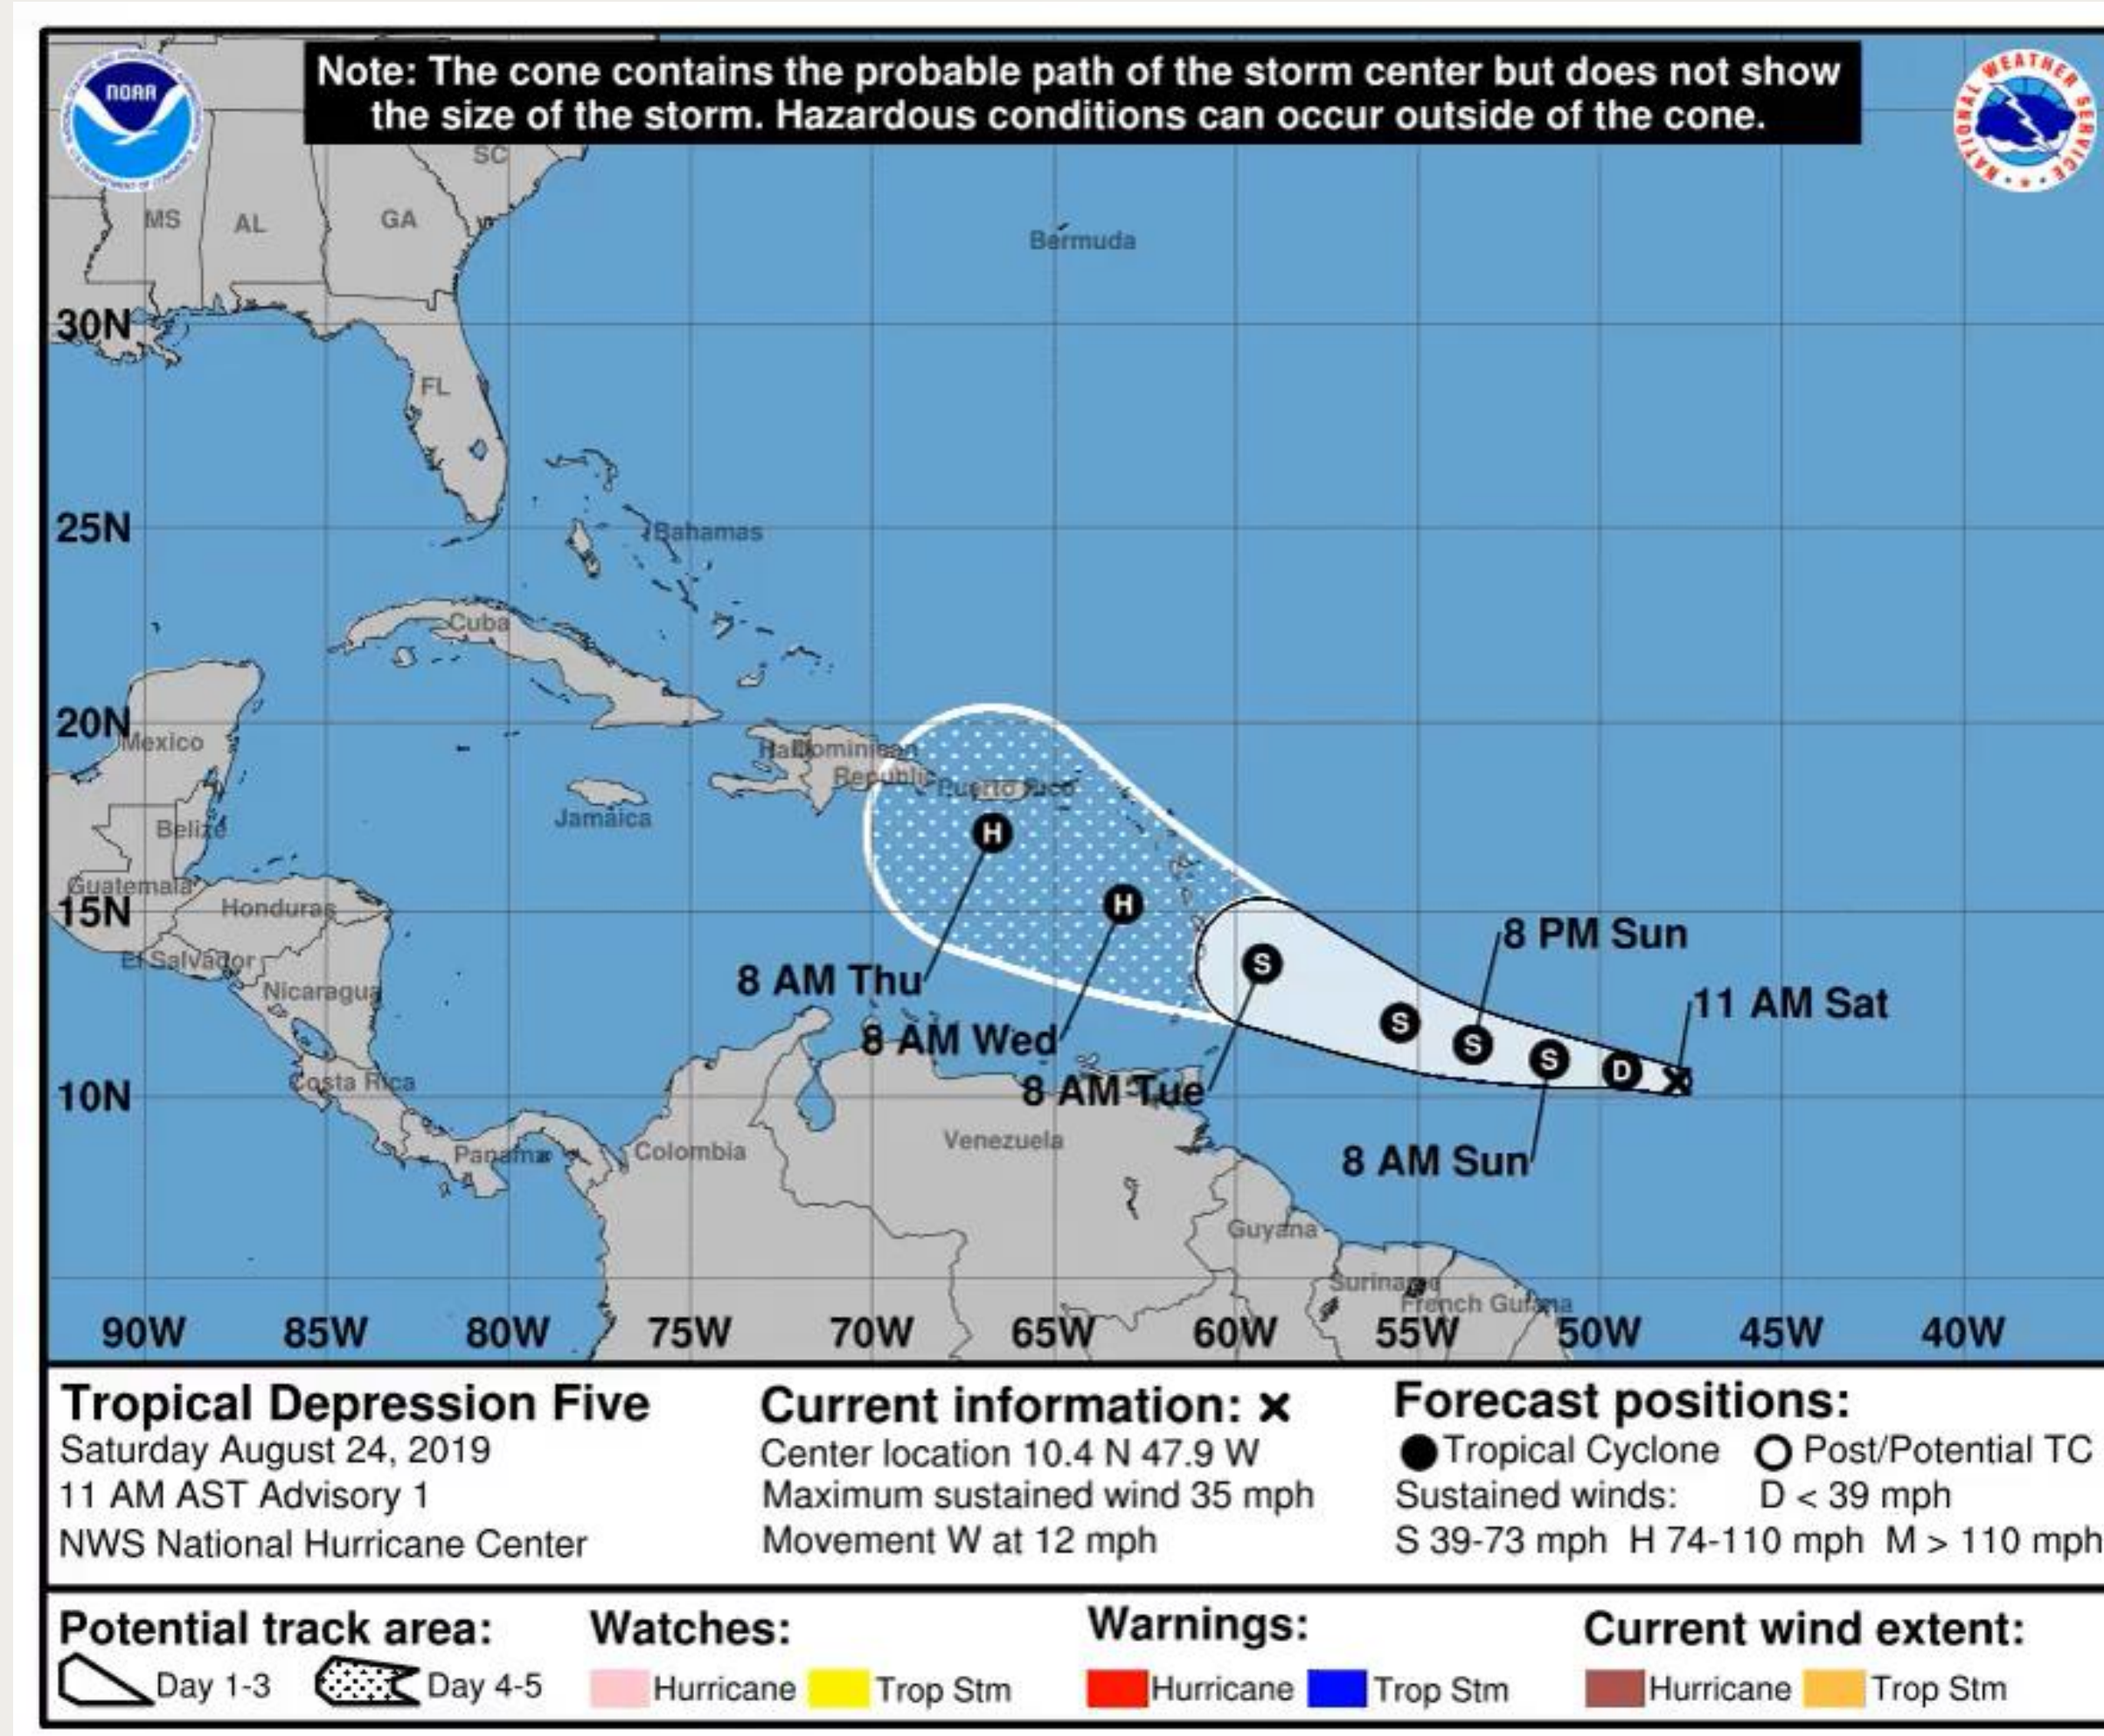 Note: The cone contains the probable path of the storm center but does not show
the size of the storm. Hazardous conditions can occur outside of the cone.
NOAA
NATIONAL WEATHER SERVICE
SC
MS
AL
GA
Bermuda
30N
FL
25N
Bahamas
Cuba
20N
Mexico
Haiti
Dominican
Republic
Puerto Rico
Jamaica
Belize
Guatemala
15N
Honduras
El Salvador
Nicaragua
8 PM Sun
8 AM Thu
11 AM Sat
8 AM Wed
8 AM Tue
Costa Rica
10N
8 AM Sun
Panama
Colombia
Venezuela
Guyana
Suriname
French Guiana
H
H
S
S
S
S
D
90W 85W 80W 75W 70W 65W 60W 55W 50W 45W 40W
Tropical Depression Five
Saturday August 24, 2019
11 AM AST Advisory 1
NWS National Hurricane Center
Current information: x
Center location 10.4 N 47.9 W
Maximum sustained wind 35 mph
Movement W at 12 mph
Forecast positions:
Tropical Cyclone Post/Potential TC
Sustained winds: D < 39 mph
S 39-73 mph H 74-110 mph M > 110 mph
Potential track area:
Day 1-3 Day 4-5
Watches:
Hurricane Trop Stm
Warnings:
Hurricane Trop Stm
Current wind extent:
Hurricane Trop Stm